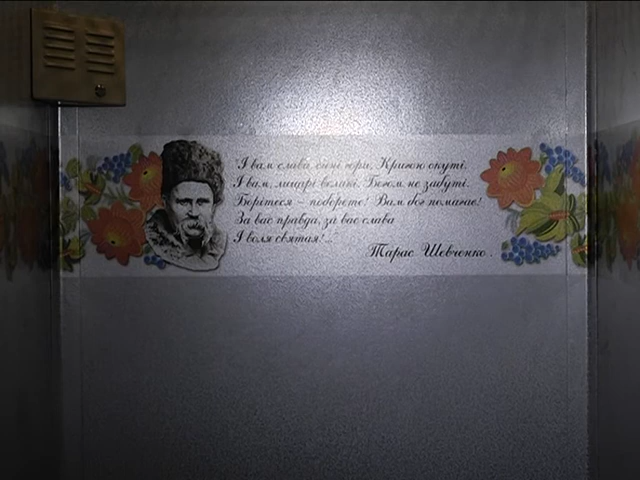 "І вам слава, сині гори, Кригою окуті.
І вам, лицарі великі, Богом не забуті.
Борітеся – поборете! Вам бог помагає!
За вас правда, за вас слава
І воля святая!...
Тарас Шевченко.